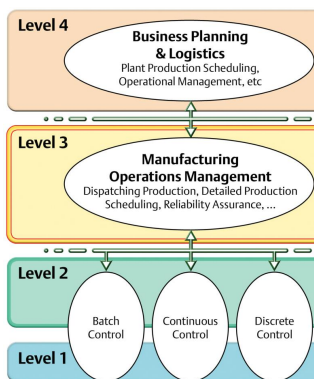 Level 4
Business Planning
& Logistics
Plant Production Scheduling,
Operational Management, etc
Level 3
Manufacturing
Operations Management
Dispatching Production, Detailed Production
Scheduling, Reliability Assurance, ...
Level 2
Batch
Control
Continuous
Control
Discrete
Control
Level 1